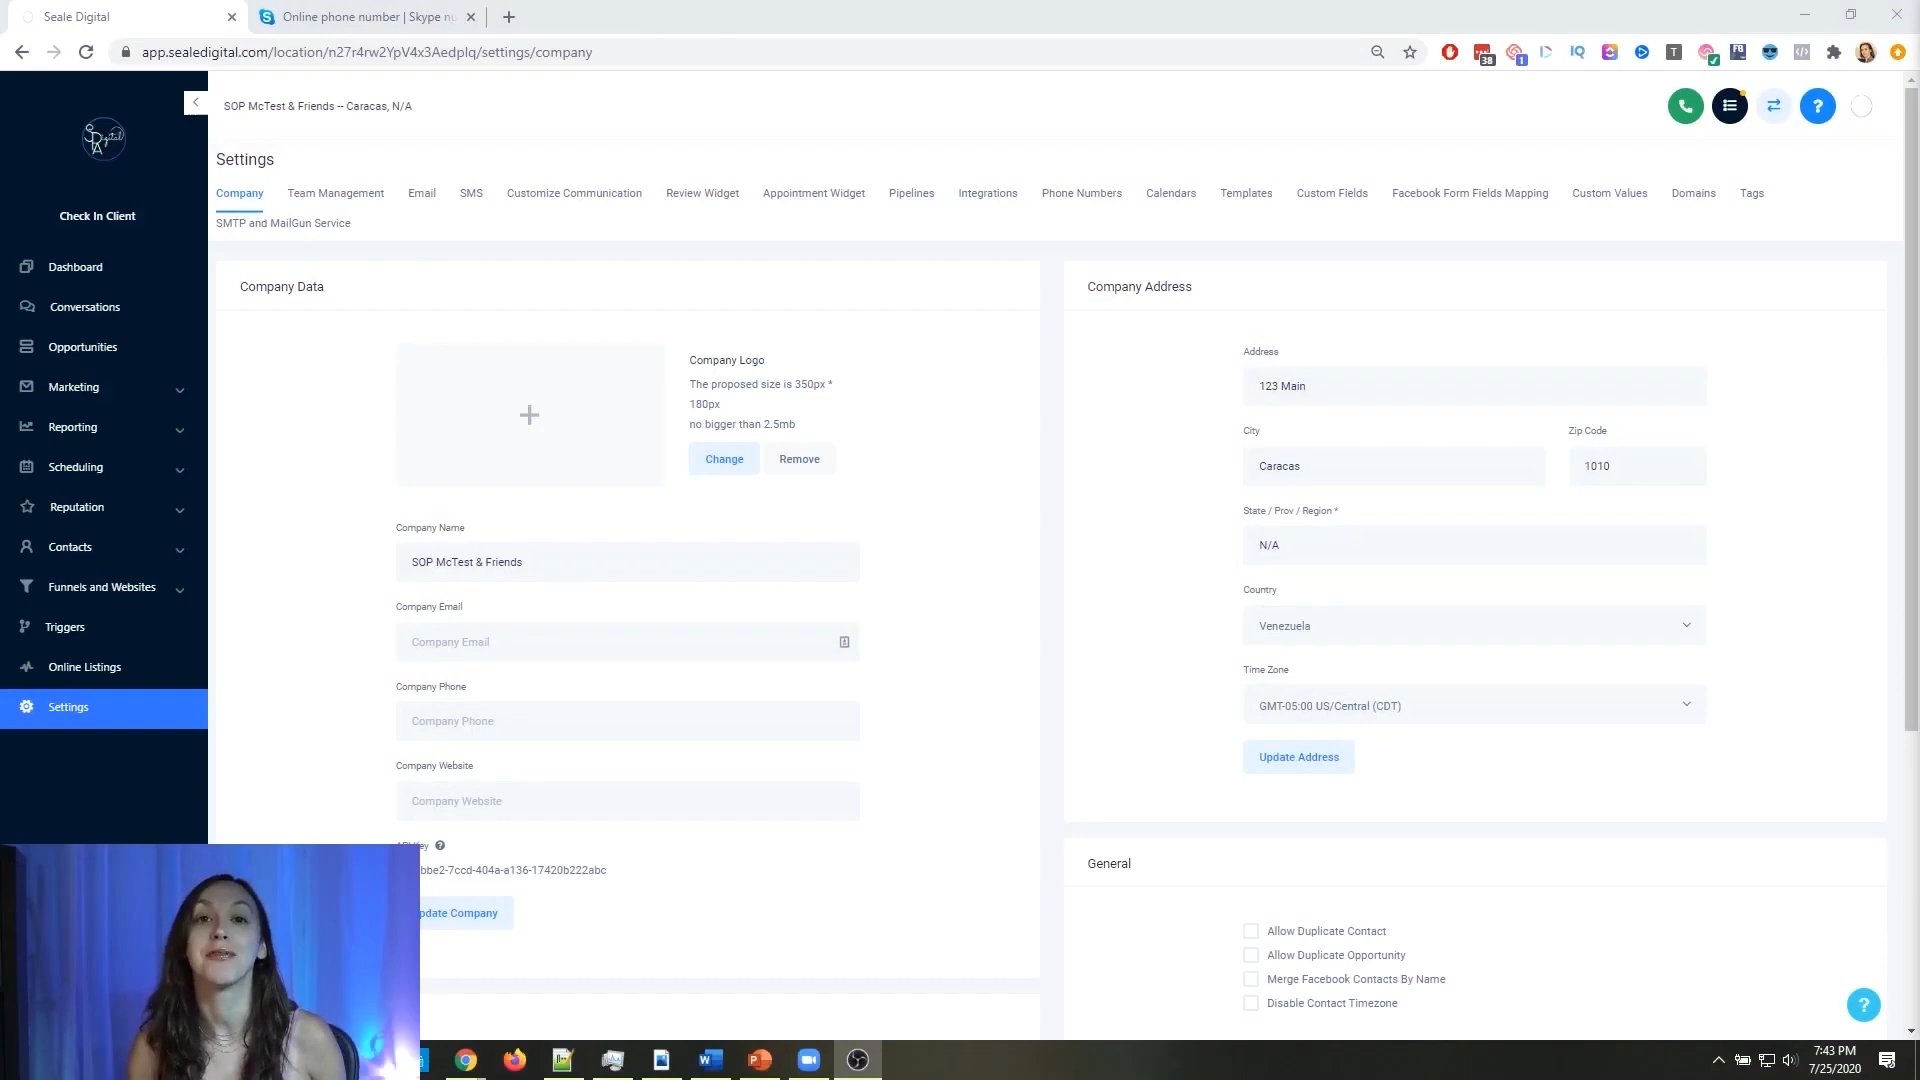 Seale Digital
Online phone number | Skype nu
app.sealedigital.com/location/n27r4rw2YpV4x3Aedplq/settings/company
38
1
IQ
T
FB
SOP McTest & Friends -- Caracas, N/A
Digital
Check In Client
Dashboard
Conversations
Opportunities
Marketing
Reporting
Scheduling
Reputation
Contacts
Funnels and Websites
Triggers
Online Listings
Settings
Settings
Company Team Management Email SMS Customize Communication Review Widget Appointment Widget Pipelines Integrations Phone Numbers Calendars Templates Custom Fields Facebook Form Fields Mapping Custom Values Domains Tags
SMTP and MailGun Service
Company Data
Company Logo
The proposed size is 350px *
180px
no bigger than 2.5mb
Change Remove
Company Name
SOP McTest & Friends
Company Email
Company Email
Company Phone
Company Phone
Company Website
Company Website
bbe2-7ccd-404a-a136-17420b222abc
pdate Company
Company Address
Address
123 Main
City Zip Code
Caracas 1010
State / Prov / Region *
N/A
Country
Venezuela
Time Zone
GMT-05:00 US/Central (CDT)
Update Address
General
Allow Duplicate Contact
Allow Duplicate Opportunity
Merge Facebook Contacts By Name
Disable Contact Timezone
7:43 PM
7/25/2020